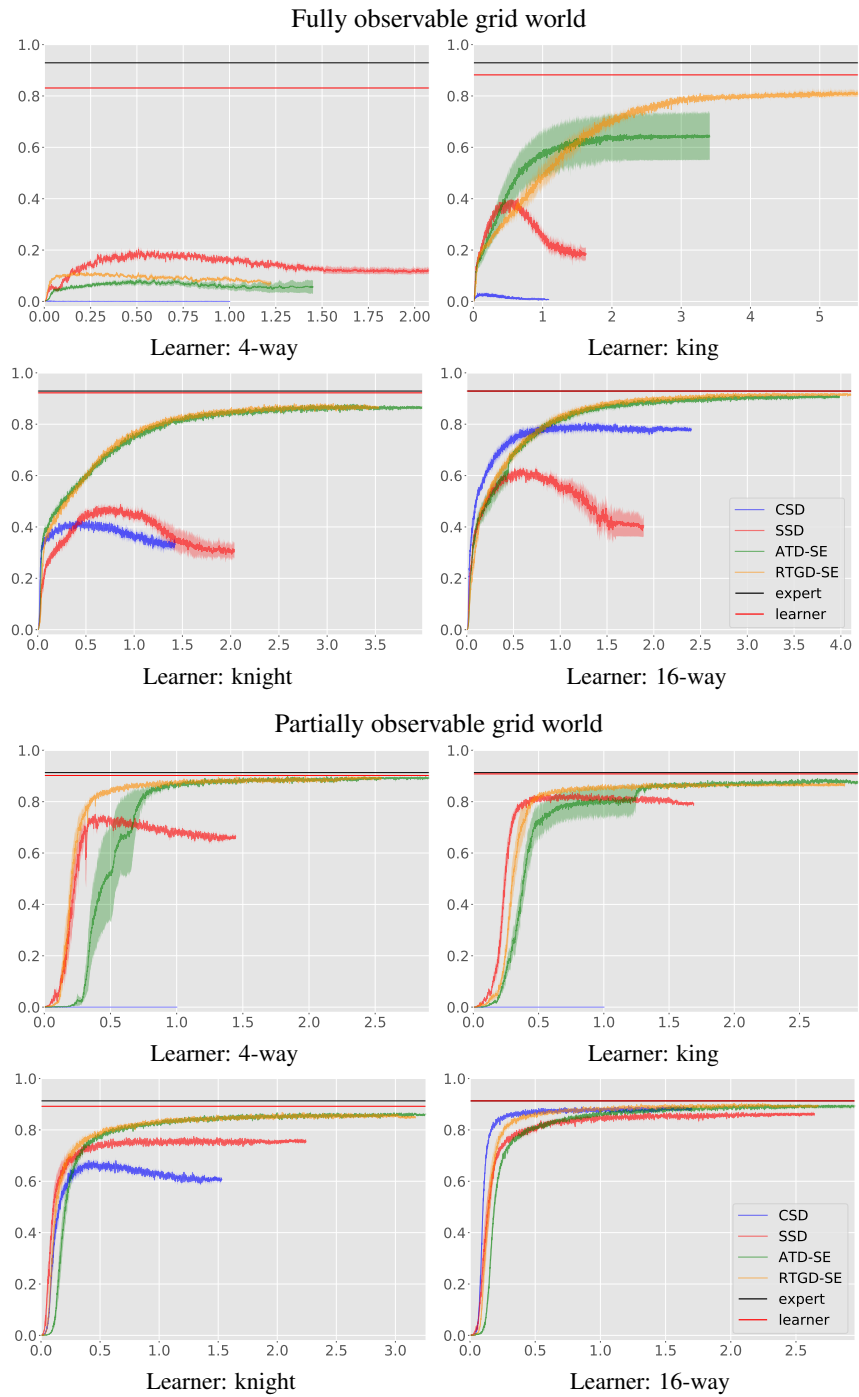 Fully observable grid world
1.0
0.8
0.6
0.4
0.2
0.0
0.00 0.25 0.50 0.75 1.00 1.25 1.50 1.75 2.00
Learner: 4-way
1.0
0.8
0.6
0.4
0.2
0.0
0 1 2 3 4 5
Learner: king
1.0
0.8
0.6
0.4
0.2
0.0
0.0 0.5 1.0 1.5 2.0 2.5 3.0 3.5
Learner: knight
1.0
0.8
0.6
0.4
0.2
0.0
CSD
SSD
ATD-SE
RTGD-SE
expert
learner
0.0 0.5 1.0 1.5 2.0 2.5 3.0 3.5 4.0
Learner: 16-way
Partially observable grid world
1.0
0.8
0.6
0.4
0.2
0.0
0.0 0.5 1.0 1.5 2.0 2.5
Learner: 4-way
1.0
0.8
0.6
0.4
0.2
0.0
0.0 0.5 1.0 1.5 2.0 2.5
Learner: king
1.0
0.8
0.6
0.4
0.2
0.0
0.0 0.5 1.0 1.5 2.0 2.5 3.0
Learner: knight
1.0
0.8
0.6
0.4
0.2
0.0
CSD
SSD
ATD-SE
RTGD-SE
expert
learner
0.0 0.5 1.0 1.5 2.0 2.5
Learner: 16-way